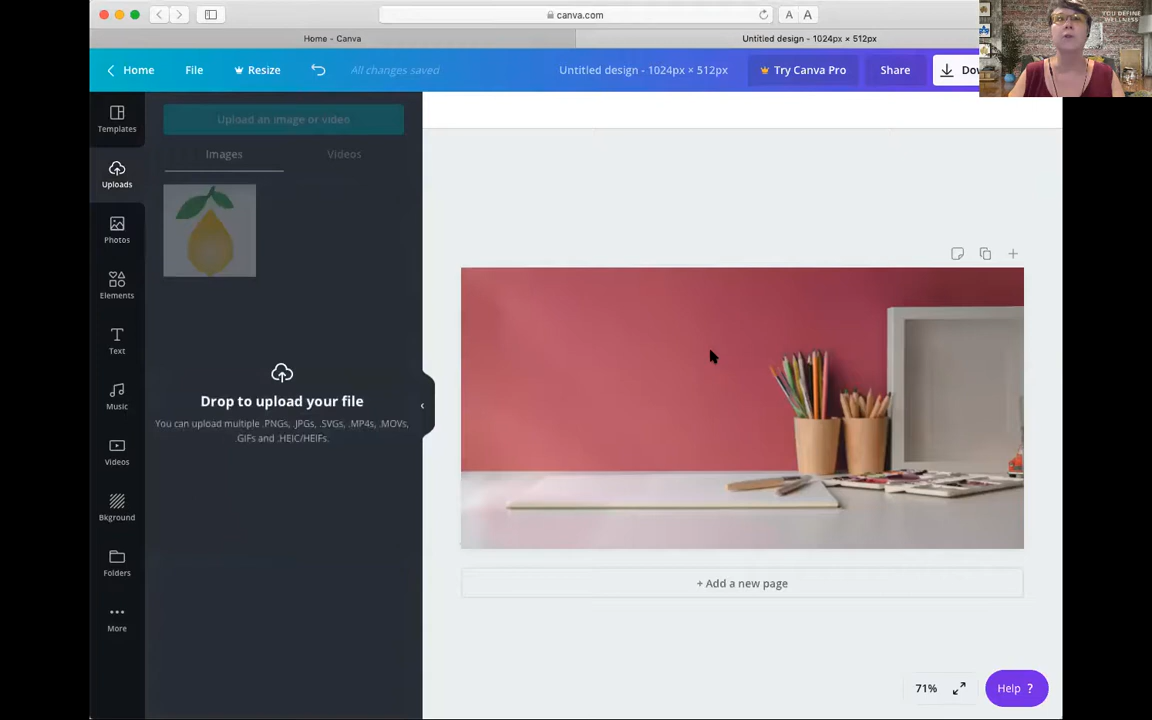 canva.com
A A
YOU DEFINE
WELLNESS
Home - Canva
Untitled design - 1024px × 512px
Home
File
Resize
All changes saved
Untitled design - 1024px × 512px
Try Canva Pro
Share
Templates
Upload an image or video
Images
Videos
Uploads
Photos
Elements
Text
Drop to upload your file
You can upload multiple .PNGs, .JPGs, .SVGs, .MP4s, .MOVs,
.GIFs and .HEIC/HEIFs.
Music
Videos
Bkground
Folders
More
+ Add a new page
71%
Help ?